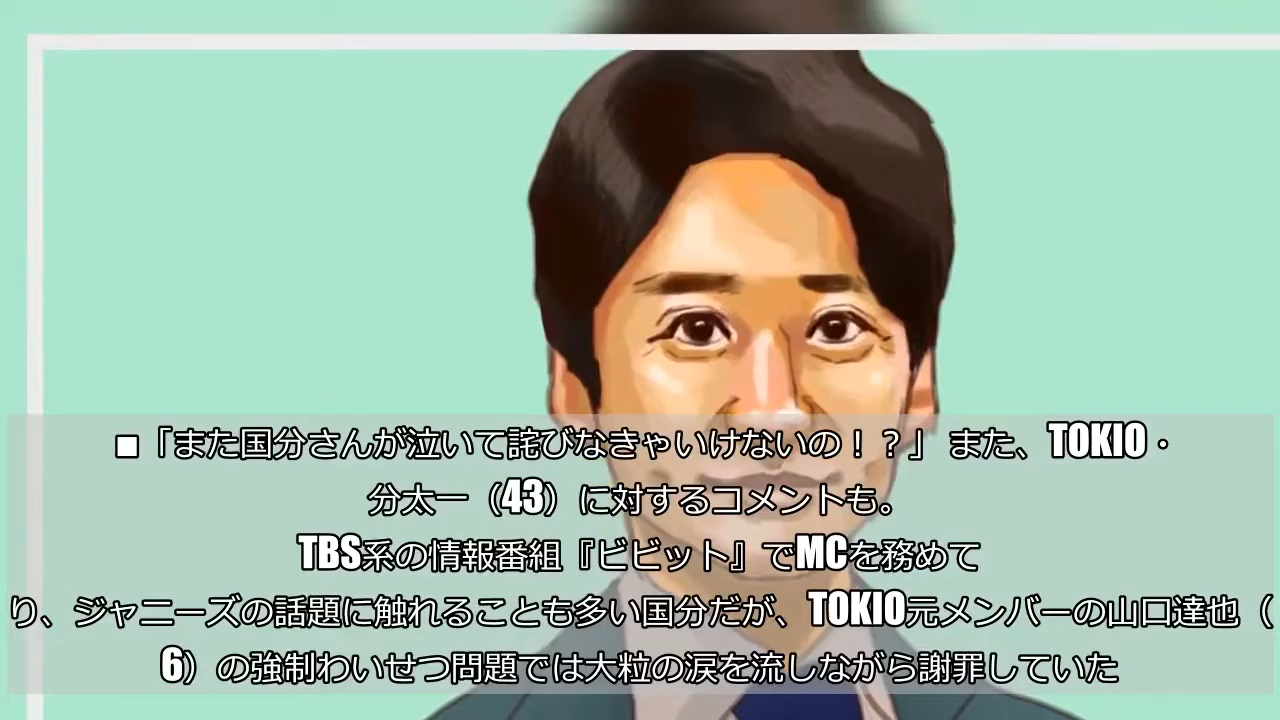 ■「また国分さんが泣いて詫びなきゃいけないの！？」 また、TOKIO・
分太一（43）に対するコメントも。
TBS系の情報番組『ビビット』でMCを務めて
り、ジャニーズの話題に触れることも多い国分だが、TOKIO元メンバーの山口達也（
6）の強制わいせつ問題では大粒の涙を流しながら謝罪していた